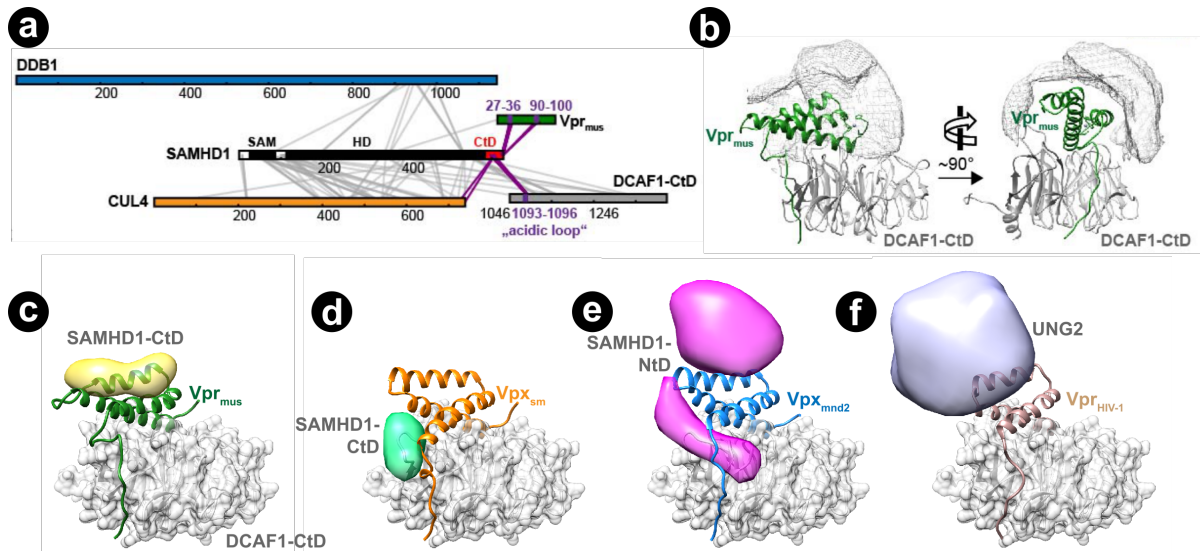 a
DDB1
200 400 600 800 1000
27-36 90-100
Vprmus
SAM HD CtD
SAMHD1
200 400
DCAF1-CtD
CUL4
200 400 600
1046 1093-1096 1246
„acidic loop“
b
Vprmus
Vprmus
~90°
DCAF1-CtD
DCAF1-CtD
c
SAMHD1-CtD
Vprmus
DCAF1-CtD
d
Vpxsm
SAMHD1-
CtD
e
SAMHD1-
NtD
Vpxmnd2
f
UNG2
VprHIV-1